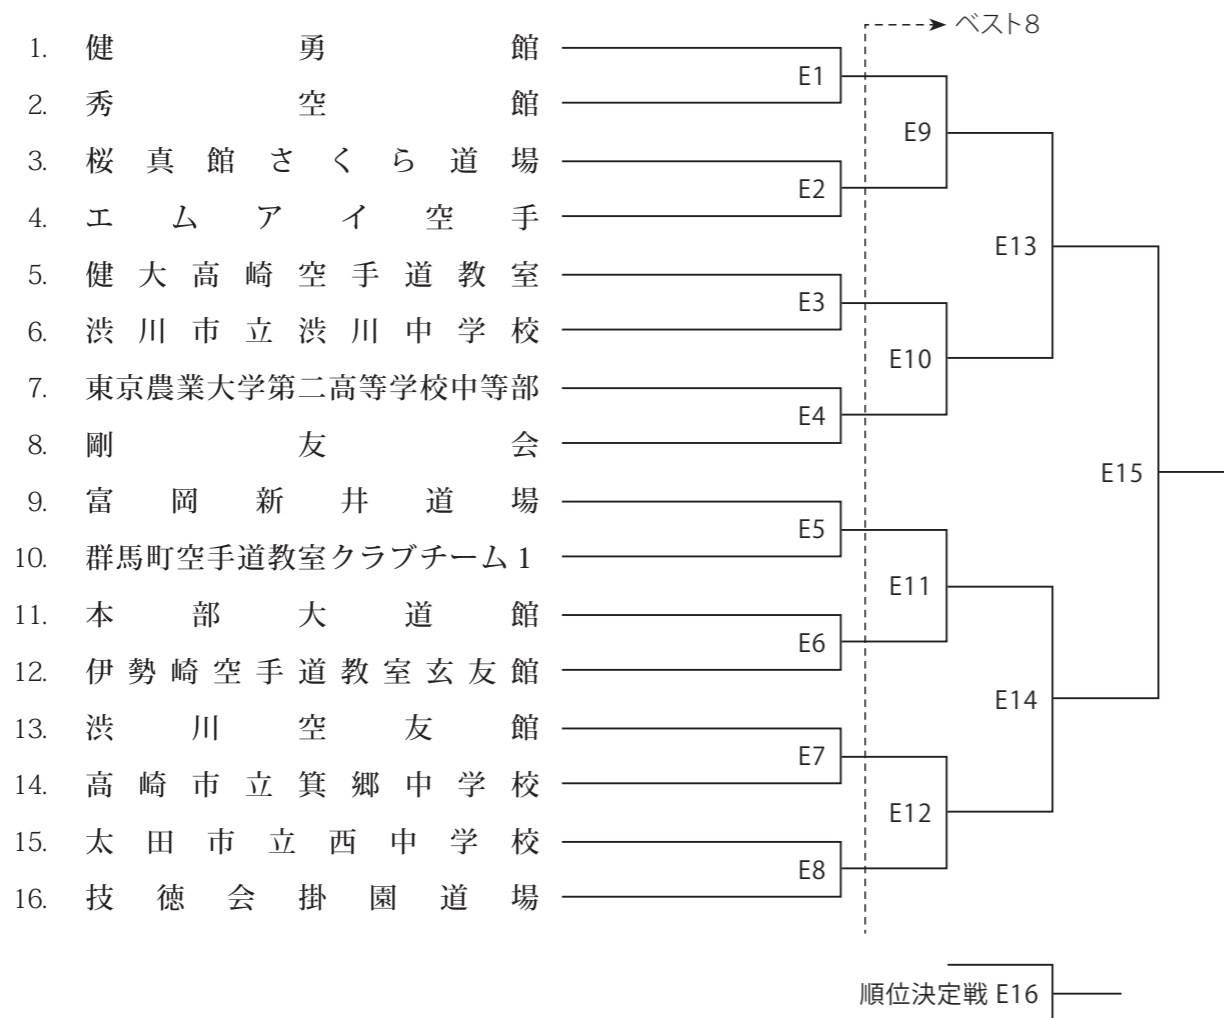 ベスト8
1. 健勇館
E1
2. 秀空館
E9
3. 桜真館さくら道場
E2
4. エムアイ空手
E13
5. 健大高崎空手道教室
E3
6. 渋川市立渋川中学校
E10
7. 東京農業大学第二高等学校中等部
E4
8. 剛友会
E15
9. 富岡新井道場
E5
10. 群馬町空手道教室クラブチーム1
E11
11. 本部大道館
E6
12. 伊勢崎空手道教室玄友館
E14
13. 渋川空友館
E7
14. 高崎市立箕郷中学校
E12
15. 太田市立西中学校
E8
16. 技徳会掛園道場
順位決定戦 E16